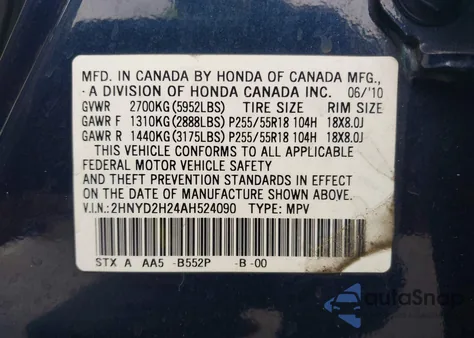 MFD. IN CANADA BY HONDA OF CANADA MFG.,
A DIVISION OF HONDA CANADA INC. 06/'10
GVWR 2700KG(5952LBS) TIRE SIZE RIM SIZE
GAWR F 1310KG(2888LBS)P255/55R18 104H 18X8.0J
GAWR R 1440KG(3175LBS)P255/55R18 104H 18X8.0J
THIS VEHICLE CONFORMS TO ALL APPLICABLE
FEDERAL MOTOR VEHICLE SAFETY
AND THEFT PREVENTION STANDARDS IN EFFECT
ON THE DATE OF MANUFACTURE SHOWN ABOVE.
V.I.N.:2HNYD2H24AH524090 TYPE: MPV
STX A AA5 -B552P -B -00
autoSnap